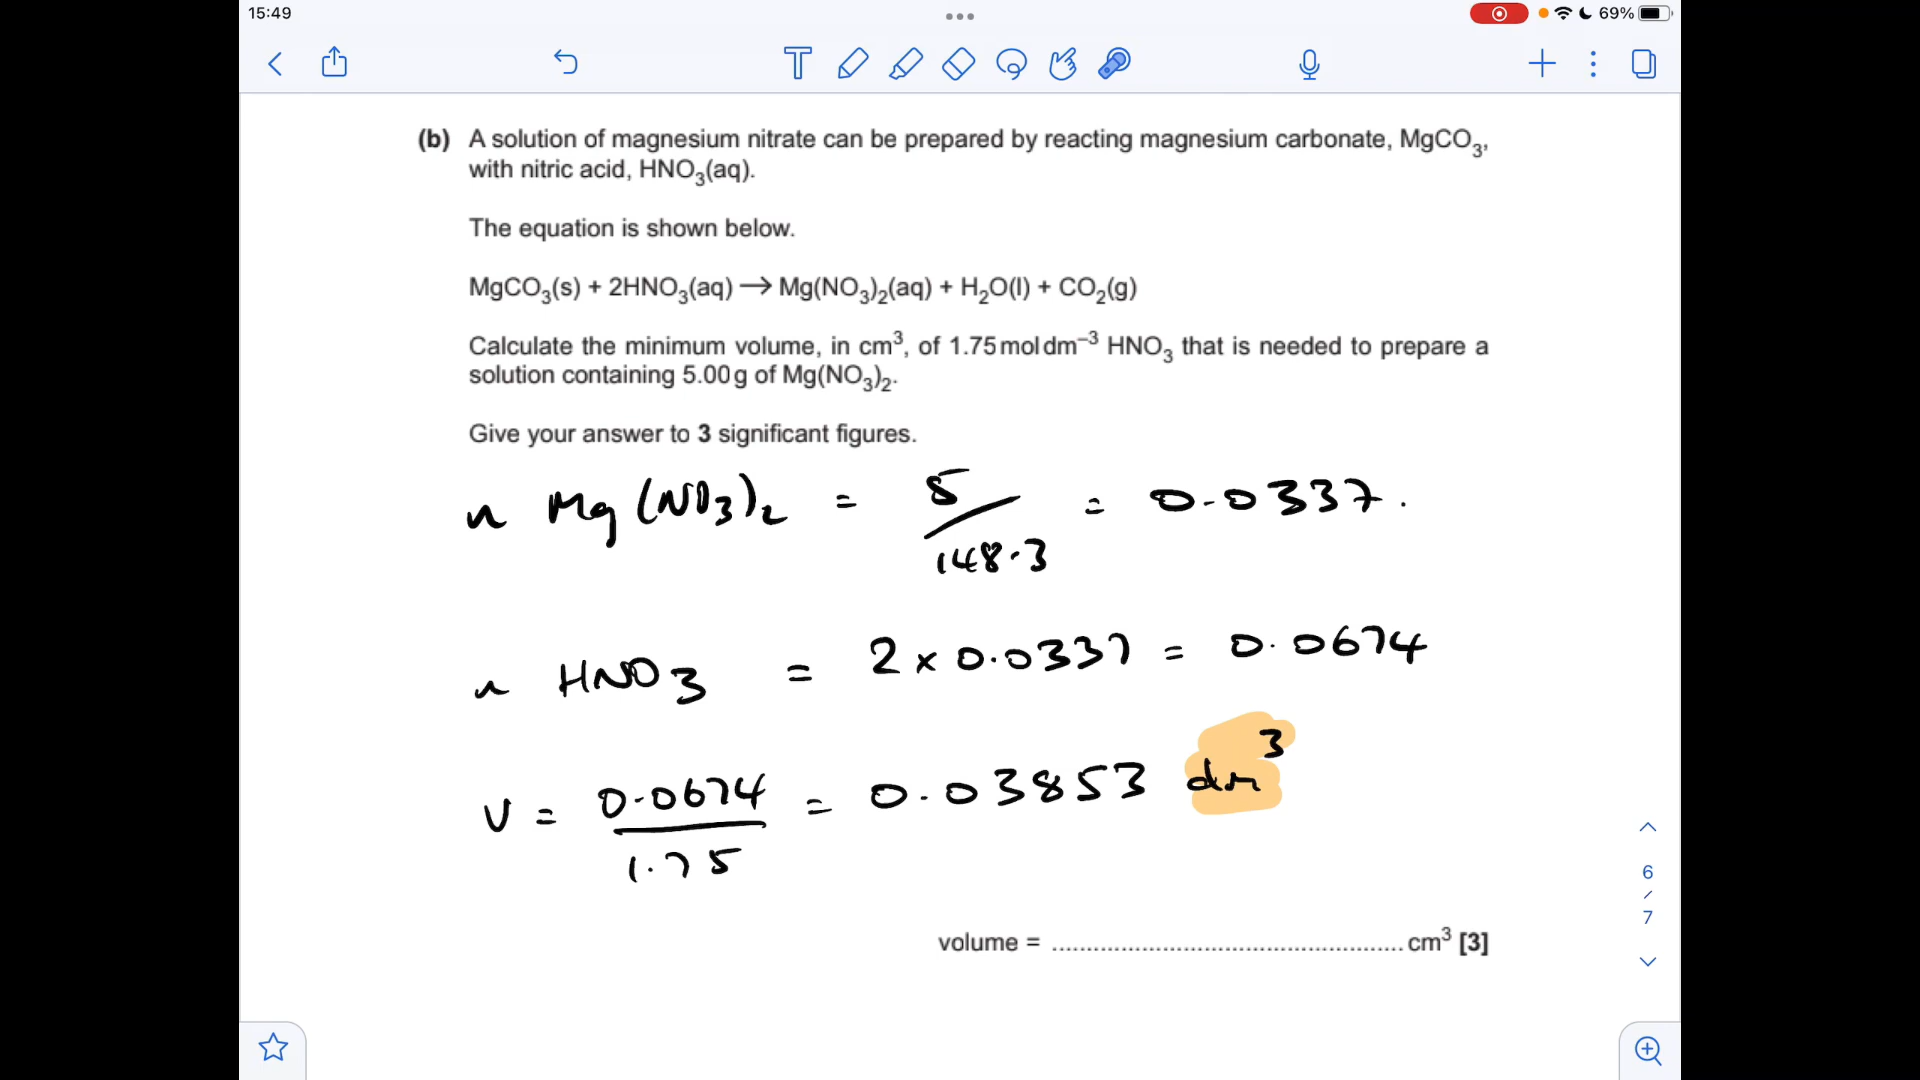 15:49
69%
T
(b) A solution of magnesium nitrate can be prepared by reacting magnesium carbonate, MgCO₃,
with nitric acid, HNO₃(aq).
The equation is shown below.
MgCO₃(s) + 2HNO₃(aq) → Mg(NO₃)₂(aq) + H₂O(l) + CO₂(g)
Calculate the minimum volume, in cm³, of 1.75 mol dm⁻³ HNO₃ that is needed to prepare a
solution containing 5.00 g of Mg(NO₃)₂.
Give your answer to 3 significant figures.
n Mg(NO₃)₂ = 5/148.3 = 0.0337.
n HNO₃ = 2 × 0.0337 = 0.0674
V = 0.0674/1.75 = 0.03853 dm³
6
/
7
volume = .................................................. cm³ [3]